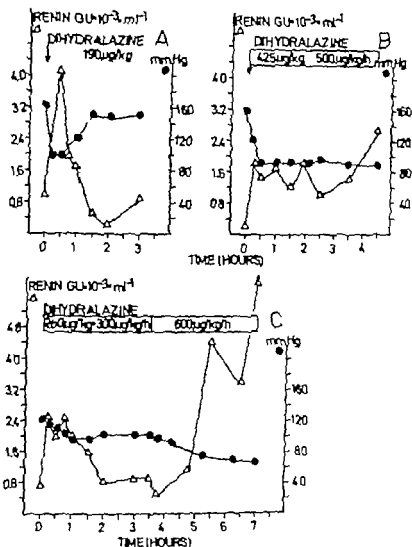 RENIN GU×10⁻³× ml⁻¹
DIHYDRALAZINE A
190µg/kg
mmHg
4.0
3.2
2.4
1.6
0.8
160
120
80
40
0 1 2 3
RENIN GU×10⁻³× ml⁻¹
DIHYDRALAZINE B
425µg/kg 500µg/kg/h
mmHg
4.0
3.2
2.4
1.6
0.8
160
120
80
40
0 1 2 3 4
TIME(HOURS)
RENIN GU×10⁻³× ml⁻¹
DIHYDRALAZINE C
300µg/kg/h 600µg/kg/h
mmHg
4.0
3.2
1.6
0.8
160
120
80
40
0 1 2 3 4 5 6 7
TIME (HOURS)